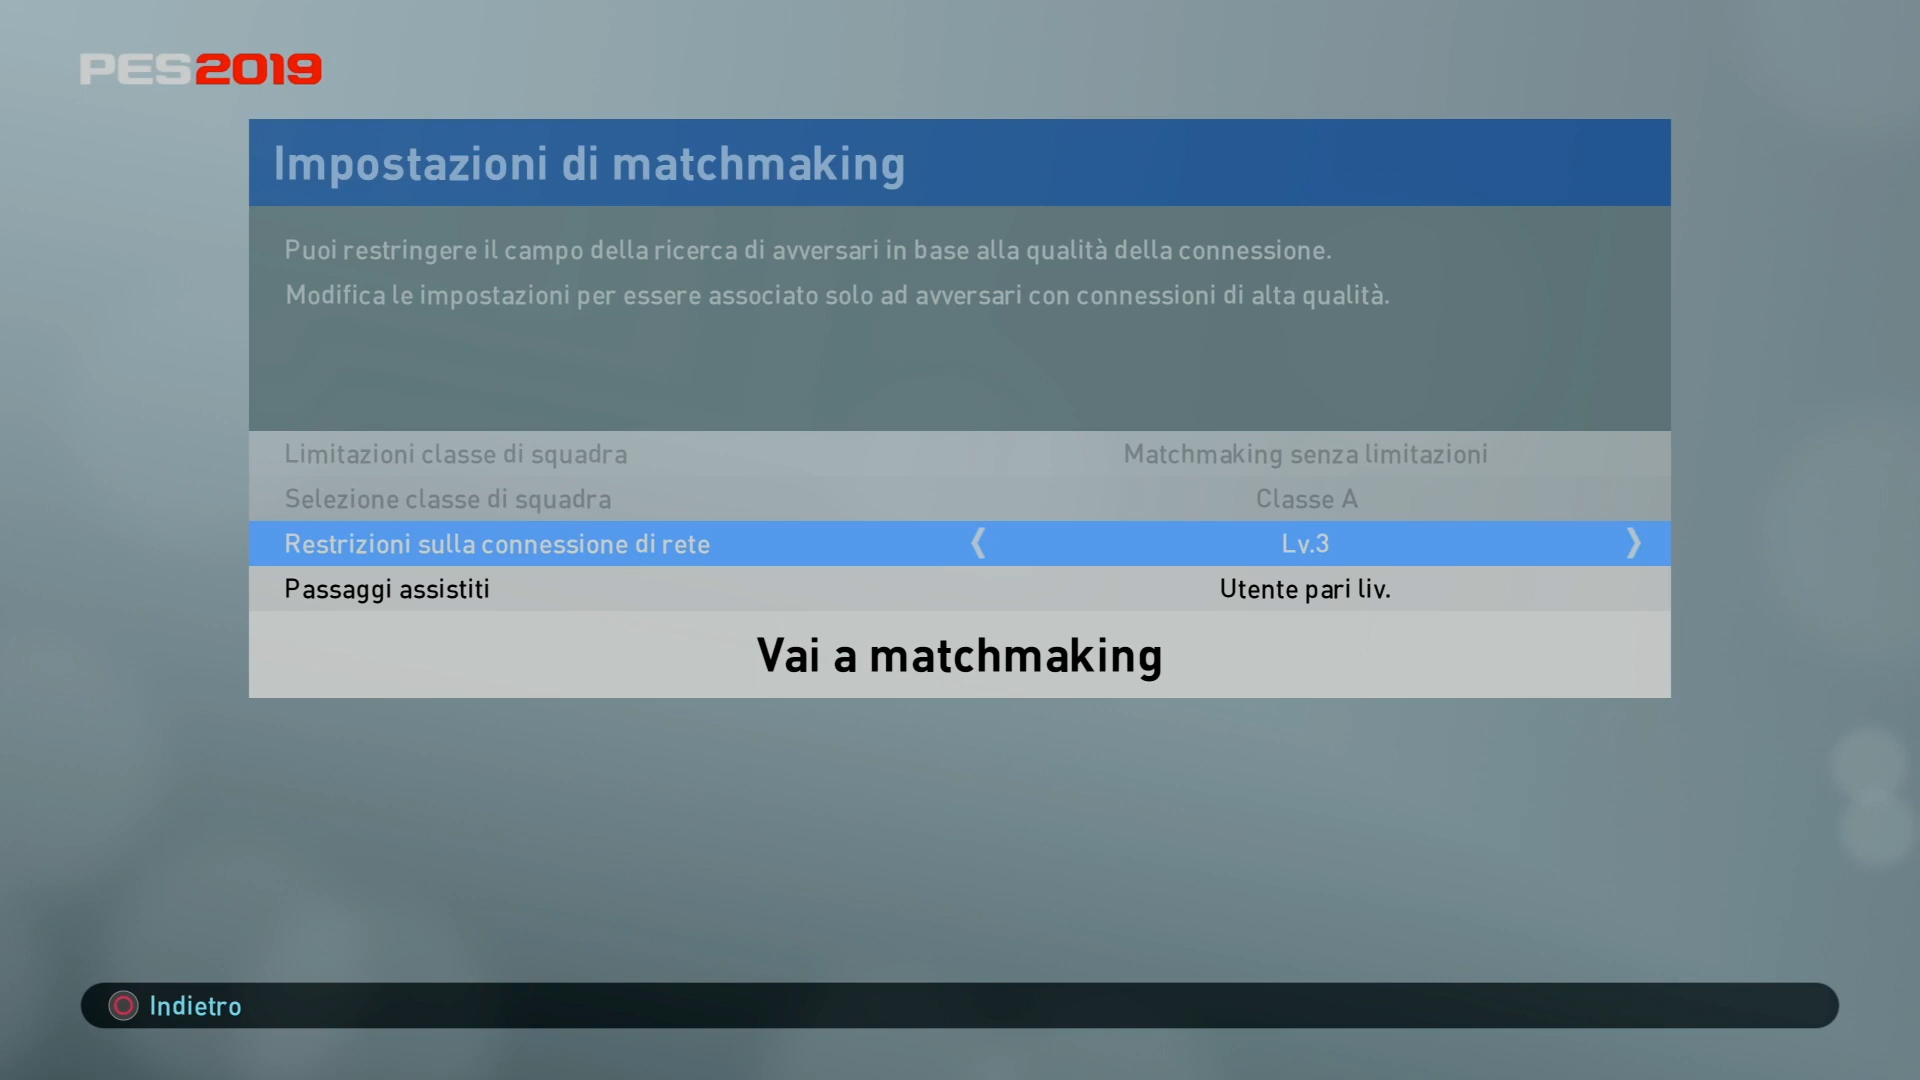 PES2019
Impostazioni di matchmaking
Puoi restringere il campo della ricerca di avversari in base alla qualità della connessione.
Modifica le impostazioni per essere associato solo ad avversari con connessioni di alta qualità.
Limitazioni classe di squadra Matchmaking senza limitazioni
Selezione classe di squadra Classe A
Restrizioni sulla connessione di rete Lv.3
Passaggi assistiti Utente pari liv.
Vai a matchmaking
Indietro